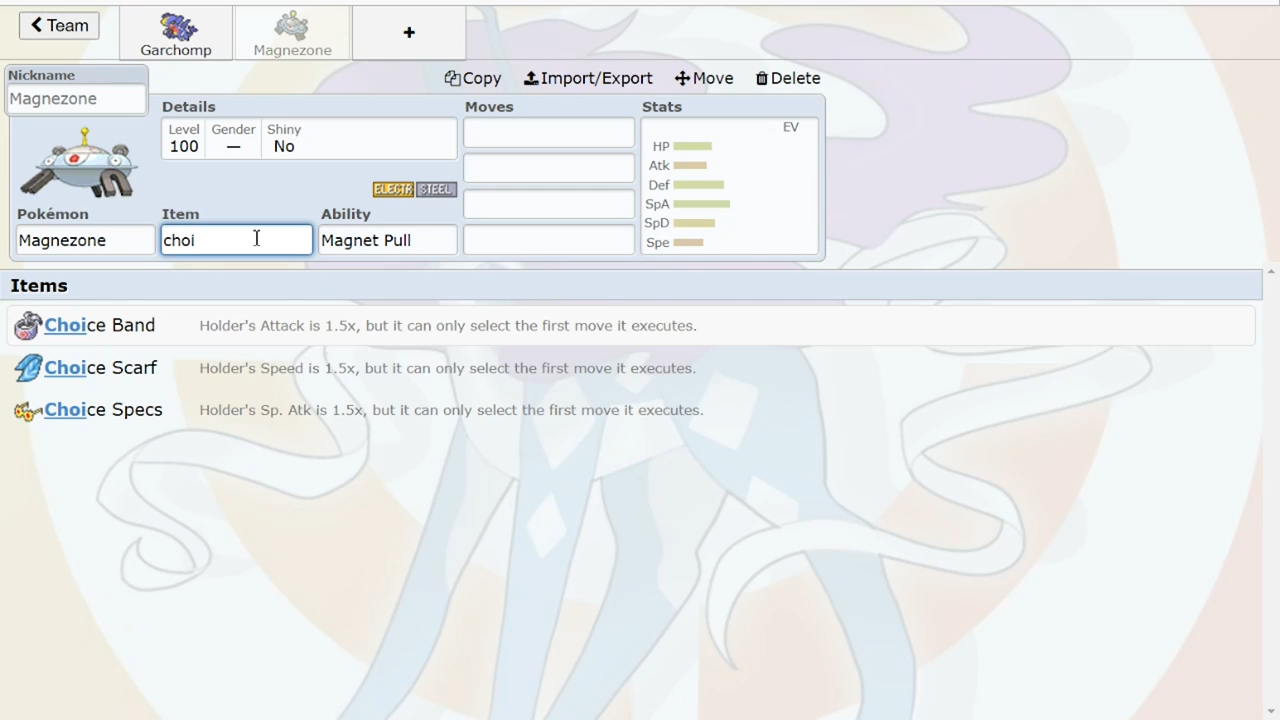 Team
Garchomp
Magnezone
+
Nickname
Magnezone
Copy
Import/Export
Move
Delete
Details
Level
100
Gender
—
Shiny
No
ELECTR STEEL
Pokémon
Magnezone
Item
choi
Ability
Magnet Pull
Moves
Stats
EV
HP
Atk
Def
SpA
SpD
Spe
Items
Choice Band Holder's Attack is 1.5x, but it can only select the first move it executes.
Choice Scarf Holder's Speed is 1.5x, but it can only select the first move it executes.
Choice Specs Holder's Sp. Atk is 1.5x, but it can only select the first move it executes.